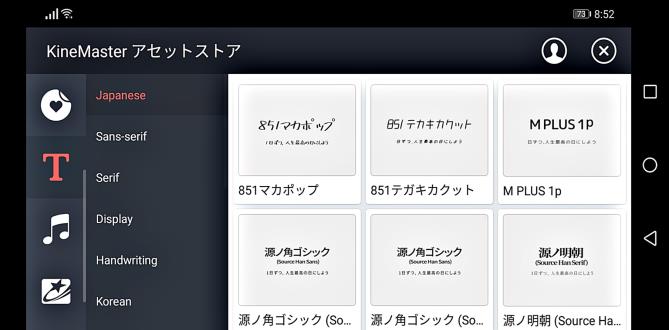 73 8:52
KineMaster アセットストア
Japanese
Sans-serif
Serif
Display
Handwriting
Korean
851マカポップ
1日ずつ、人生最高の日にしよう
851マカポップ
851テガキカクット
1日ずつ、人生最高の日にしよう
851テガキカクット
M PLUS 1p
1日ずつ、人生最高の日にしよう
M PLUS 1p
源ノ角ゴシック
(Source Han Sans)
1日ずつ、人生最高の日にしよう
源ノ角ゴシック (So...
源ノ角ゴシック
(Source Han Sans)
1日ずつ、人生最高の日にしよう
源ノ角ゴシック (So...
源ノ明朝
(Source Han Serif)
1日ずつ、人生最高の日にしよう
源ノ明朝 (Source Ha...